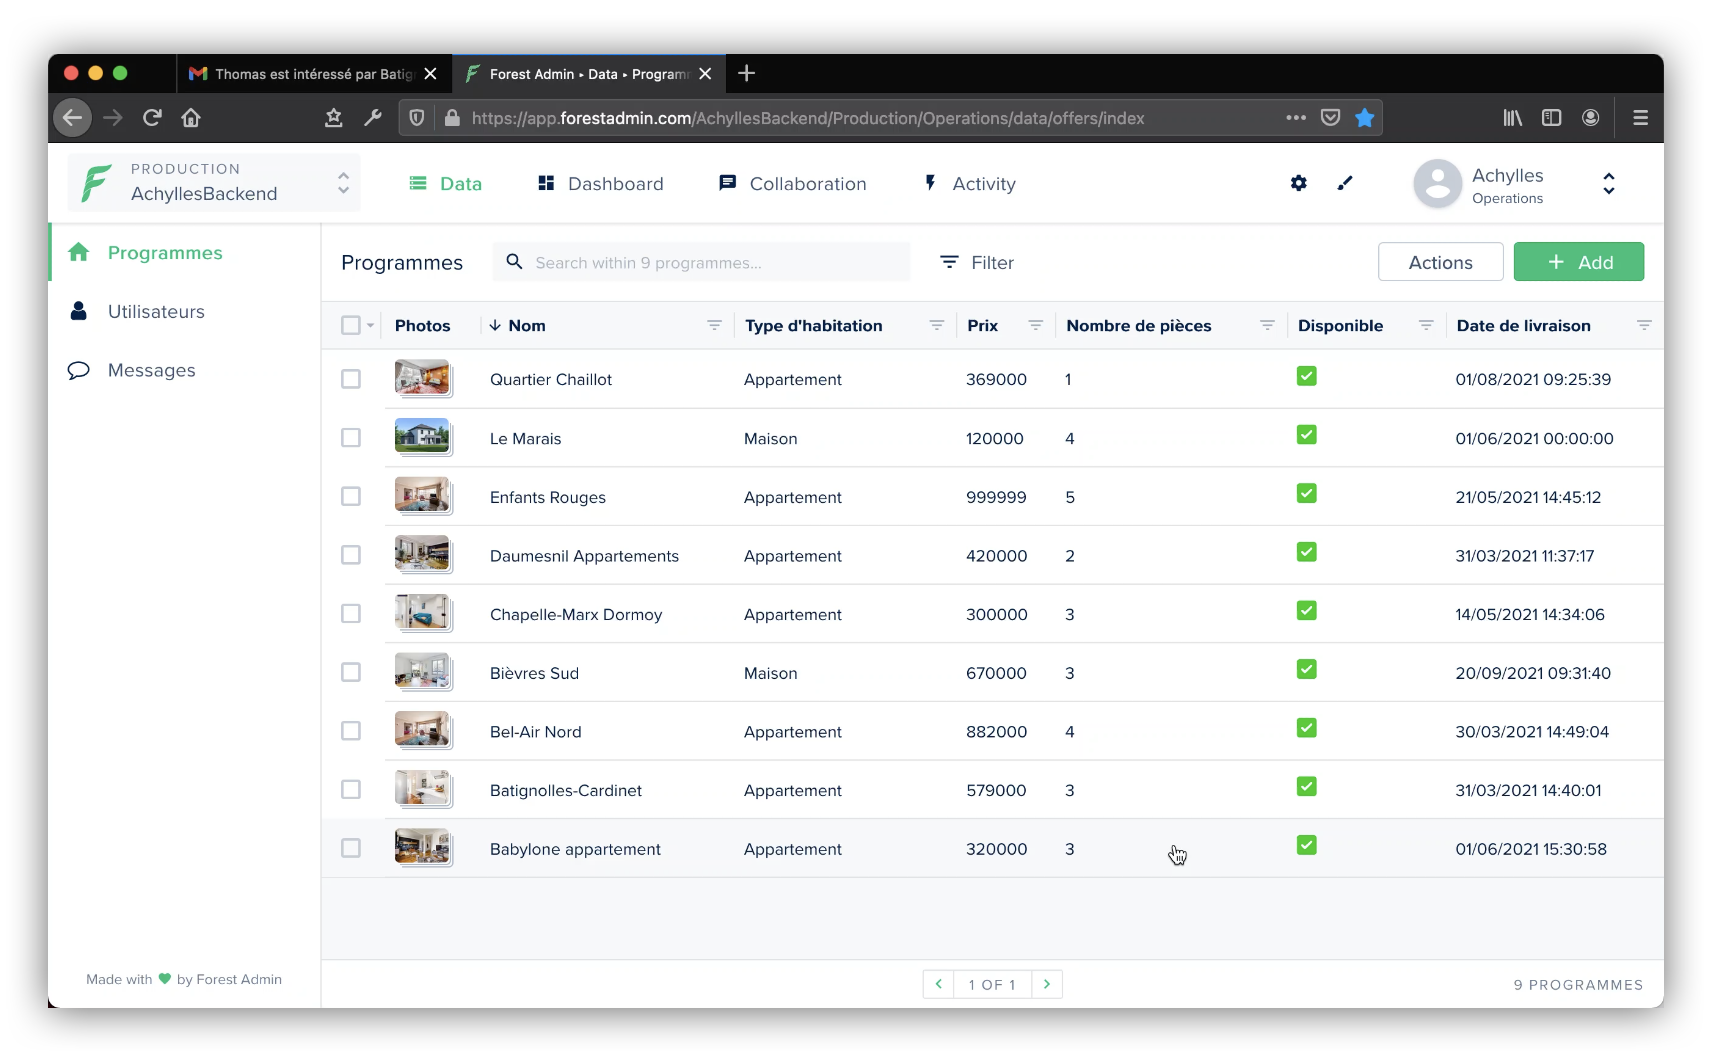 Thomas est intéressé par Batig
Forest Admin ▸ Data ▸ Program
https://app.forestadmin.com/AchyllesBackend/Production/Operations/data/offers/index
PRODUCTION
AchyllesBackend
Data
Dashboard
Collaboration
Activity
Achylles
Operations
Programmes
Utilisateurs
Messages
Programmes
Search within 9 programmes...
Filter
Actions
+ Add
Photos Nom Type d'habitation Prix Nombre de pièces Disponible Date de livraison
Quartier Chaillot Appartement 369000 1 01/08/2021 09:25:39
Le Marais Maison 120000 4 01/06/2021 00:00:00
Enfants Rouges Appartement 999999 5 21/05/2021 14:45:12
Daumesnil Appartements Appartement 420000 2 31/03/2021 11:37:17
Chapelle-Marx Dormoy Appartement 300000 3 14/05/2021 14:34:06
Bièvres Sud Maison 670000 3 20/09/2021 09:31:40
Bel-Air Nord Appartement 882000 4 30/03/2021 14:49:04
Batignolles-Cardinet Appartement 579000 3 31/03/2021 14:40:01
Babylone appartement Appartement 320000 3 01/06/2021 15:30:58
Made with 💚 by Forest Admin
1 OF 1
9 PROGRAMMES